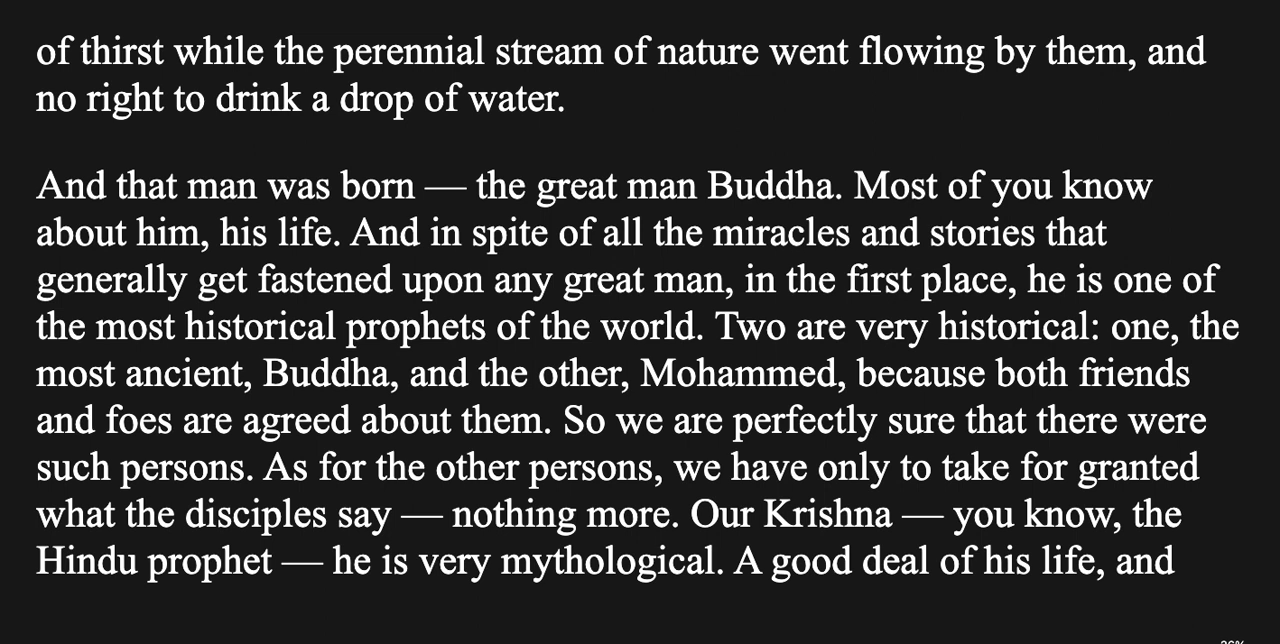 of thirst while the perennial stream of nature went flowing by them, and
no right to drink a drop of water.
And that man was born — the great man Buddha. Most of you know
about him, his life. And in spite of all the miracles and stories that
generally get fastened upon any great man, in the first place, he is one of
the most historical prophets of the world. Two are very historical: one, the
most ancient, Buddha, and the other, Mohammed, because both friends
and foes are agreed about them. So we are perfectly sure that there were
such persons. As for the other persons, we have only to take for granted
what the disciples say — nothing more. Our Krishna — you know, the
Hindu prophet — he is very mythological. A good deal of his life, and